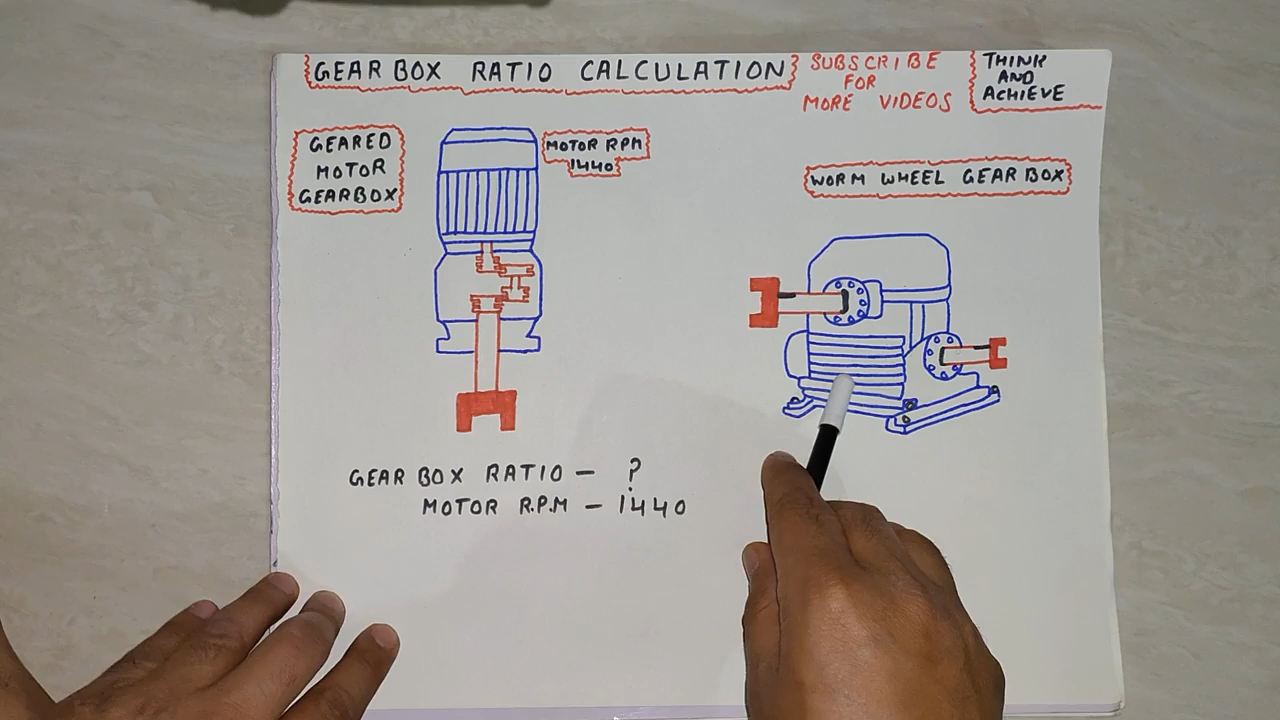 GEAR BOX RATIO CALCULATION
SUBSCRIBE
FOR
MORE VIDEOS
THINK
AND
ACHIEVE
GEARED
MOTOR
GEARBOX
MOTOR RPM
1440
WORM WHEEL GEAR BOX
GEAR BOX RATIO - ?
MOTOR R.P.M - 1440